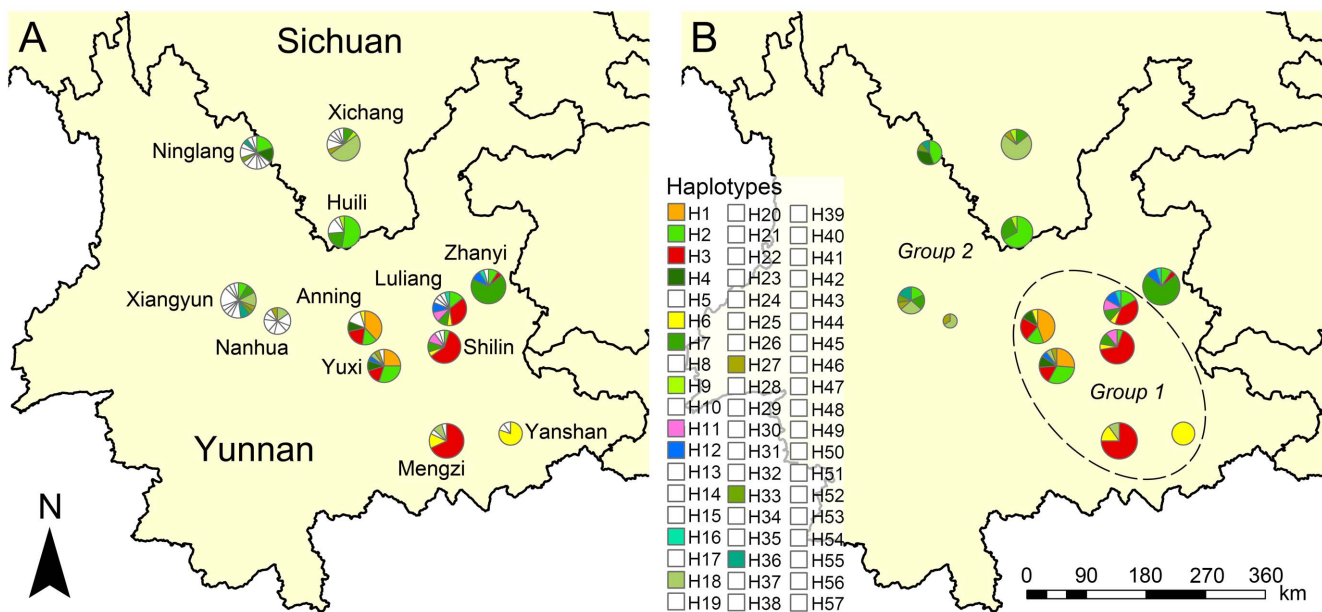 A
Sichuan
Xichang
Ninglang
Huili
Zhanyi
Luliang
Xiangyun
Anning
Nanhua
Shilin
Yuxi
Yanshan
Yunnan
Mengzi
N
B
Haplotypes
H1 H20 H39
H2 H21 H40
H3 H22 H41
H4 H23 H42
H5 H24 H43
H6 H25 H44
H7 H26 H45
H8 H27 H46
H9 H28 H47
H10 H29 H48
H11 H30 H49
H12 H31 H50
H13 H32 H51
H14 H33 H52
H15 H34 H53
H16 H35 H54
H17 H36 H55
H18 H37 H56
H19 H38 H57
Group 2
Group 1
0 90 180 270 360
km